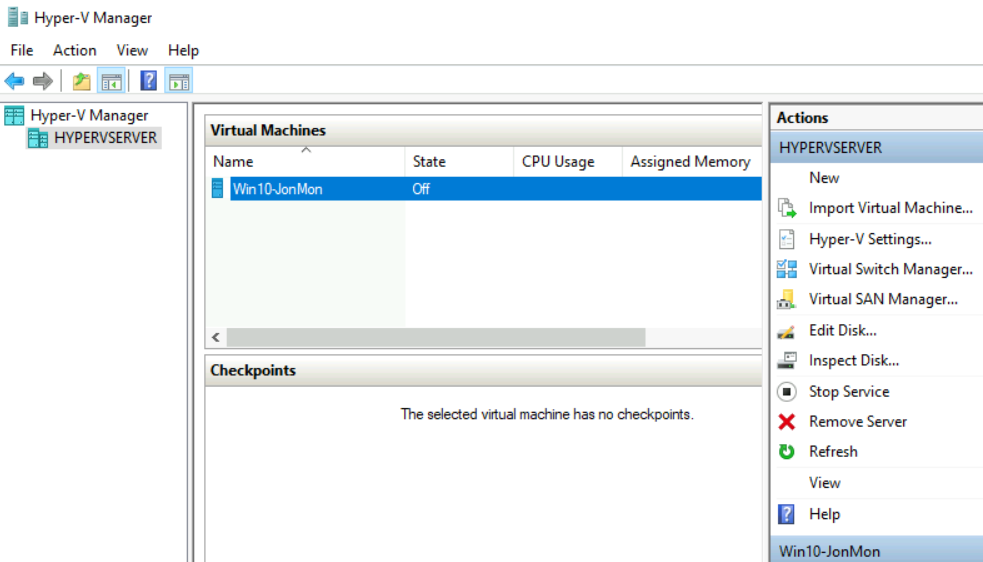 Hyper-V Manager
File Action View Help
Hyper-V Manager
HYPERVSERVER
Virtual Machines
Name State CPU Usage Assigned Memory
Win10-JonMon Off
Checkpoints
The selected virtual machine has no checkpoints.
Actions
HYPERVSERVER
New
Import Virtual Machine...
Hyper-V Settings...
Virtual Switch Manager...
Virtual SAN Manager...
Edit Disk...
Inspect Disk...
Stop Service
Remove Server
Refresh
View
Help
Win10-JonMon